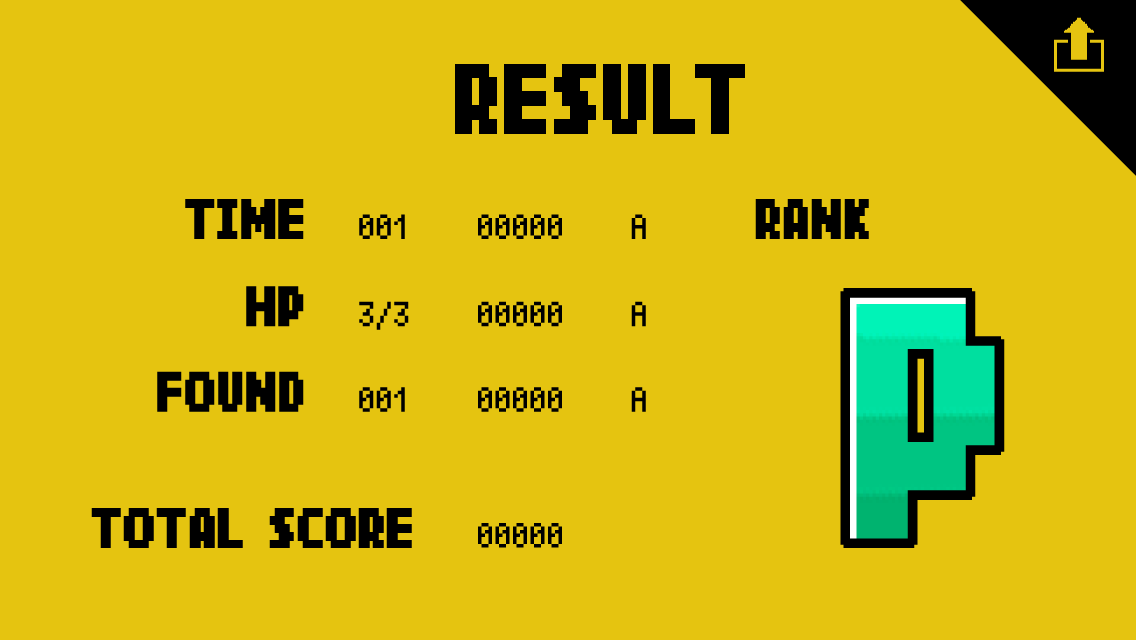 RESULT
TIME 001 00000 A RANK
HP 3/3 00000 A
FOUND 001 00000 A
P
TOTAL SCORE 00000